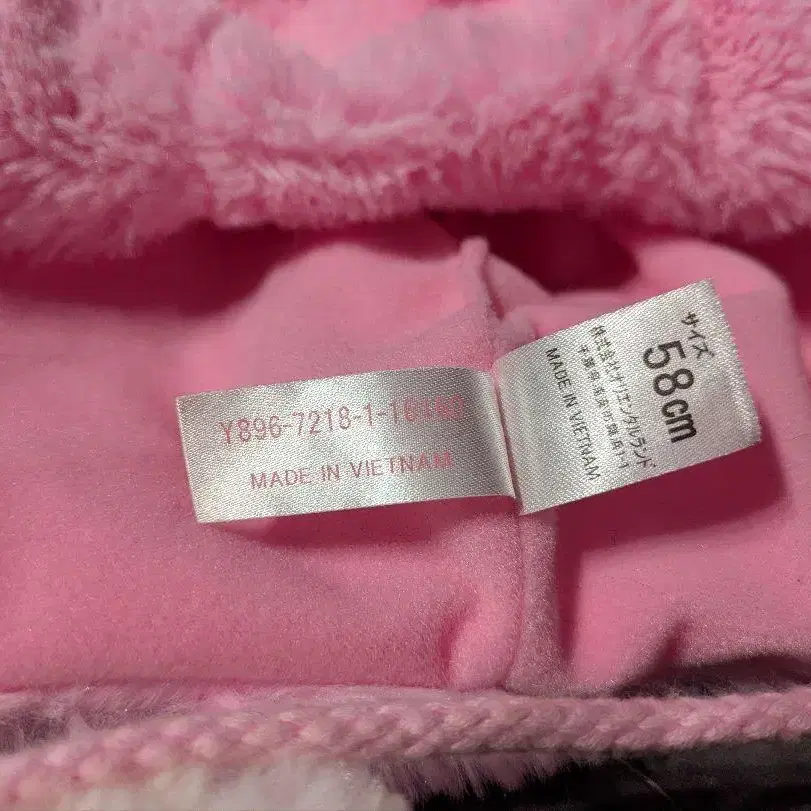 Y896-7218-1-16
MADE IN VIETNAM
サイズ
58cm
株式会社オリエンタルランド
千葉県浦安市舞浜1-1
MADE IN VIETNAM